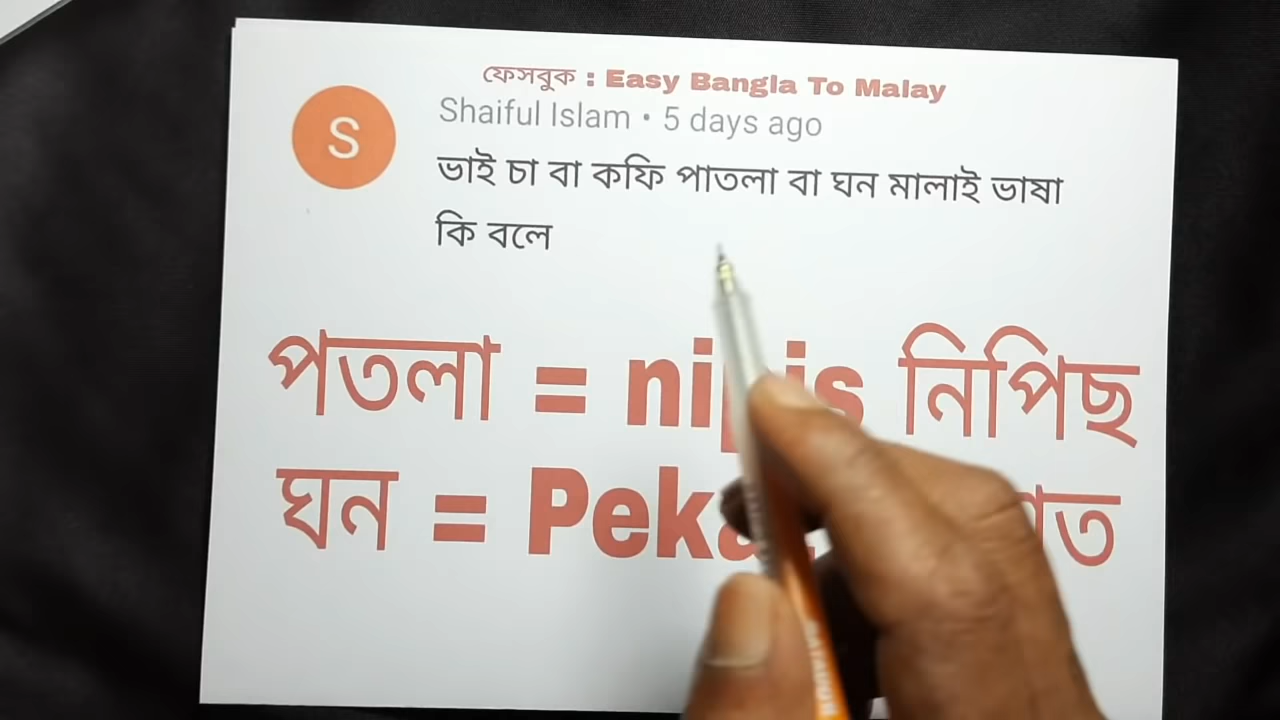 ফেসবুক : Easy Bangla To Malay
S
Shaiful Islam • 5 days ago
ভাই চা বা কফি পাতলা বা ঘন মালাই ভাষা
কি বলে
পতলা = নিপিছ
ঘন =